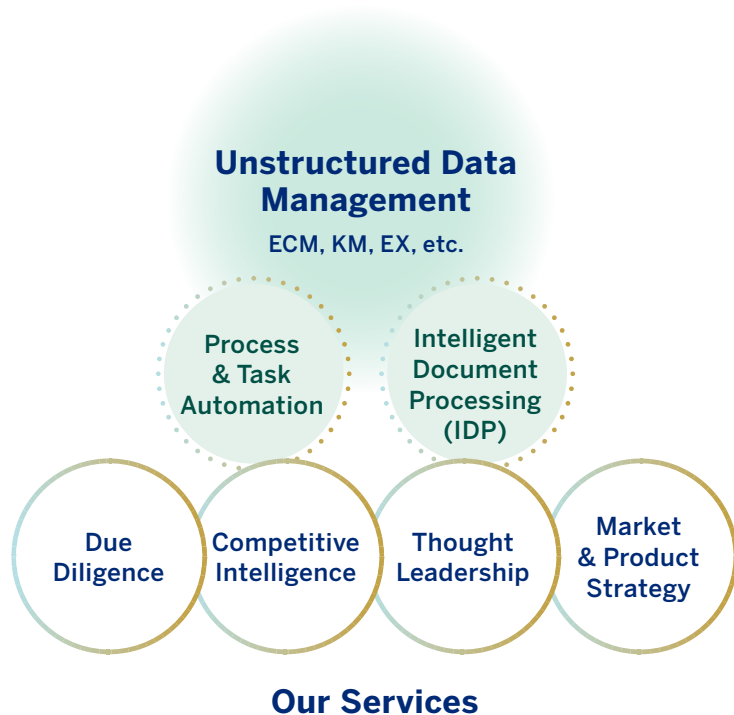 Unstructured Data
Management
ECM, KM, EX, etc.
Process
& Task
Automation
Intelligent
Document
Processing
(IDP)
Due
Diligence
Competitive
Intelligence
Thought
Leadership
Market
& Product
Strategy
Our Services